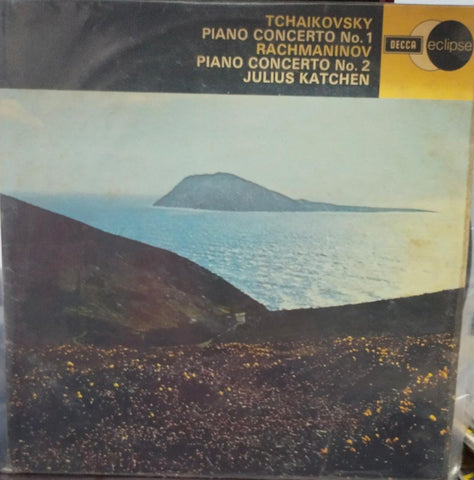 TCHAIKOVSKY
PIANO CONCERTO No.1
RACHMANINOV
PIANO CONCERTO No.2
JULIUS KATCHEN
DECCA eclipse